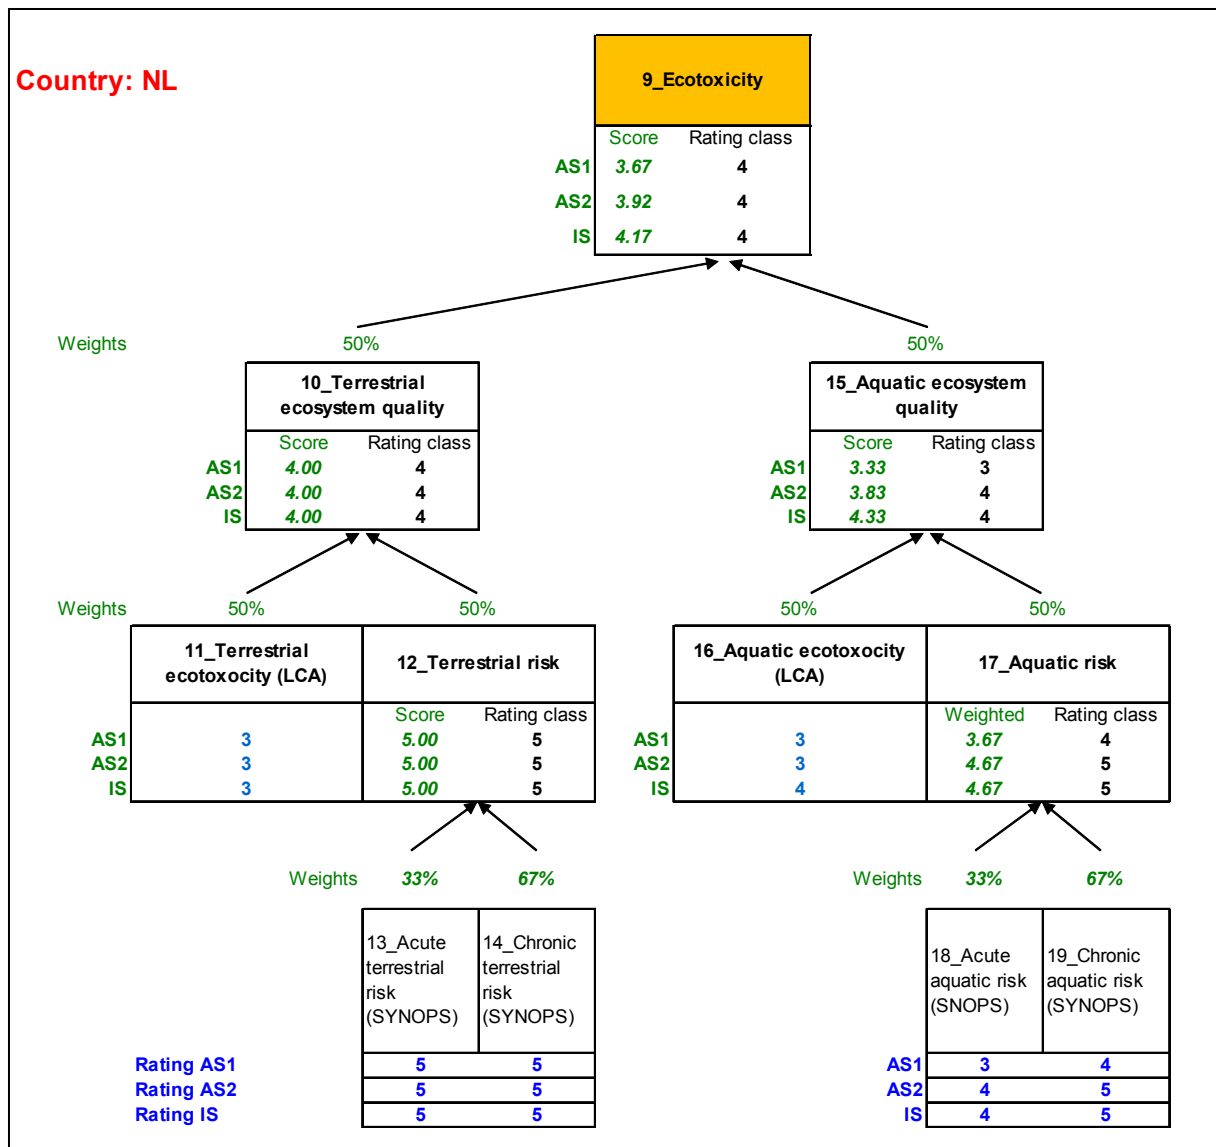 Country: NL
9_Ecotoxicity
Score Rating class
AS1 3.67 4
AS2 3.92 4
IS 4.17 4
Weights 50% 50%
10_Terrestrial
ecosystem quality
Score Rating class
AS1 4.00 4
AS2 4.00 4
IS 4.00 4
15_Aquatic ecosystem
quality
Score Rating class
AS1 3.33 3
AS2 3.83 4
IS 4.33 4
Weights 50% 50% 50% 50%
11_Terrestrial
ecotoxocity (LCA)
12_Terrestrial risk
Score Rating class
AS1 3 5.00 5
AS2 3 5.00 5
IS 3 5.00 5
16_Aquatic ecotoxocity
(LCA)
17_Aquatic risk
Weighted Rating class
AS1 3 3.67 4
AS2 3 4.67 5
IS 4 4.67 5
Weights 33% 67%
13_Acute
terrestrial
risk
(SYNOPS)
14_Chronic
terrestrial
risk
(SYNOPS)
Rating AS1 5 5
Rating AS2 5 5
Rating IS 5 5
Weights 33% 67%
18_Acute
aquatic risk
(SNOPS)
19_Chronic
aquatic risk
(SYNOPS)
AS1 3 4
AS2 4 5
IS 4 5